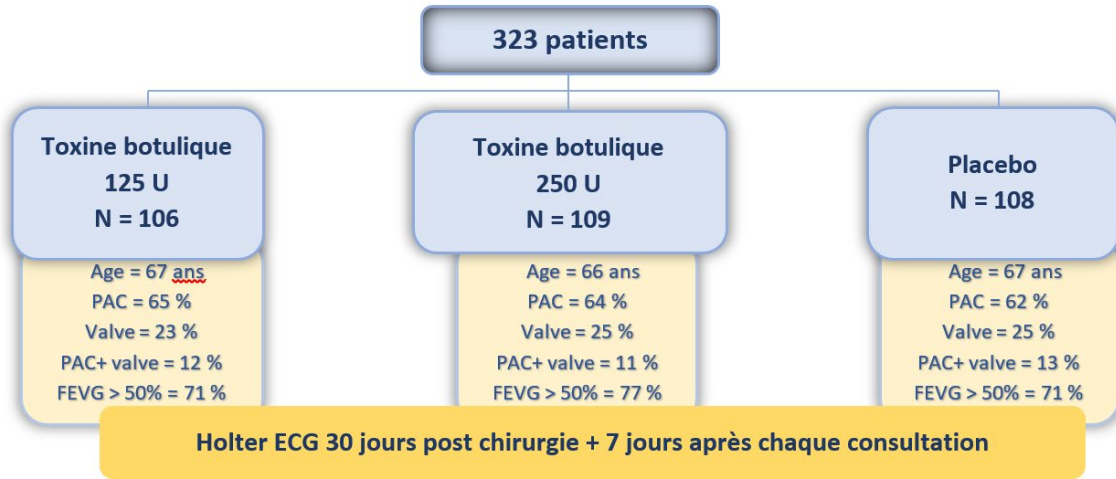 323 patients
Toxine botulique
125 U
N = 106
Toxine botulique
250 U
N = 109
Placebo
N = 108
Age = 67 ans
PAC = 65 %
Valve = 23 %
PAC+ valve = 12 %
FEVG > 50% = 71 %
Age = 66 ans
PAC = 64 %
Valve = 25 %
PAC+ valve = 11 %
FEVG > 50% = 77 %
Age = 67 ans
PAC = 62 %
Valve = 25 %
PAC+ valve = 13 %
FEVG > 50% = 71 %
Holter ECG 30 jours post chirurgie + 7 jours après chaque consultation